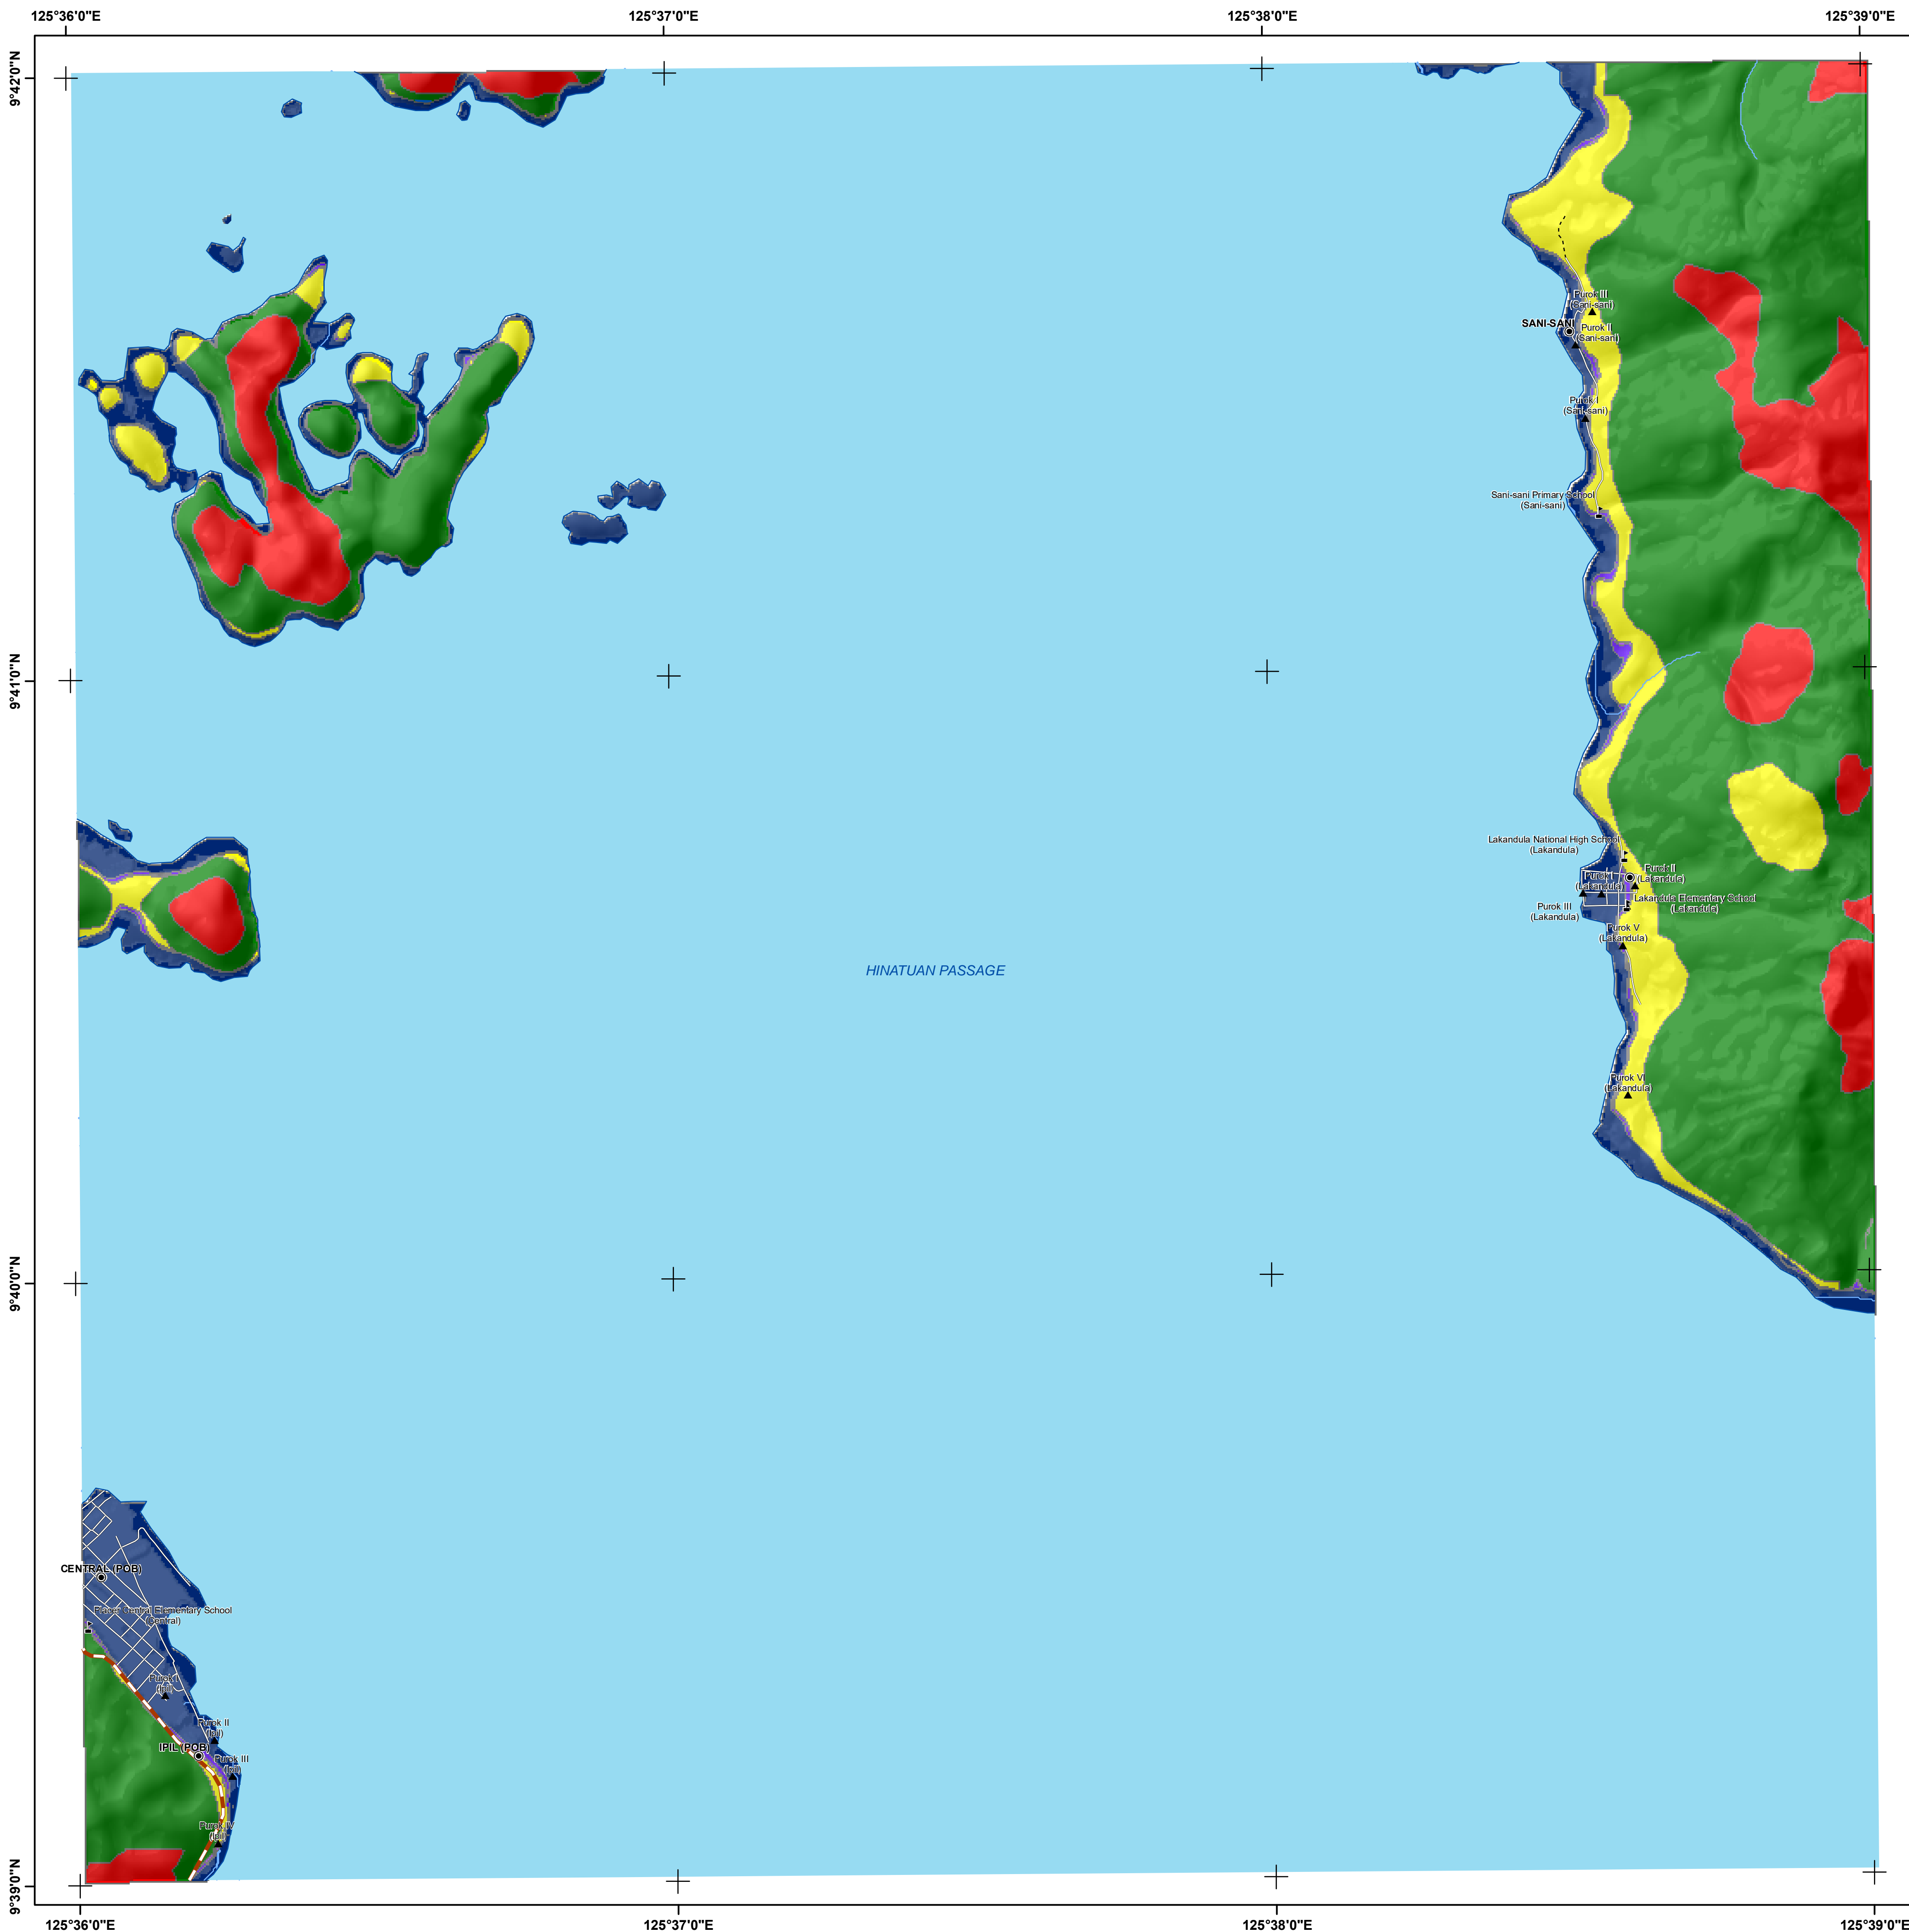 125°36'0"E
125°37'0"E
125°38'0"E
125°39'0"E
9°42'0"N
Purok III
(Sani-sani)
SANI-SANI
Purok II
(Sani-sani)
Purok I
(Sani-sani)
Sani-sani Primary School
(Sani-sani)
9°41'0"N
Lakandula National High School
(Lakandula)
Purok II
(Lakandula)
Purok I
(Lakandula)
Lakandula Elementary School
(Lakandula)
Purok III
(Lakandula)
Purok V
(Lakandula)
HINATUAN PASSAGE
Purok VI
(Lakandula)
9°40'0"N
CENTRAL (POB)
Placer Central Elementary School
(Central)
Purok I
(Ipil)
Purok II
(Ipil)
IPIL (POB)
Purok III
(Ipil)
Purok IV
(Ipil)
9°39'0"N
125°36'0"E
125°37'0"E
125°38'0"E
125°39'0"E